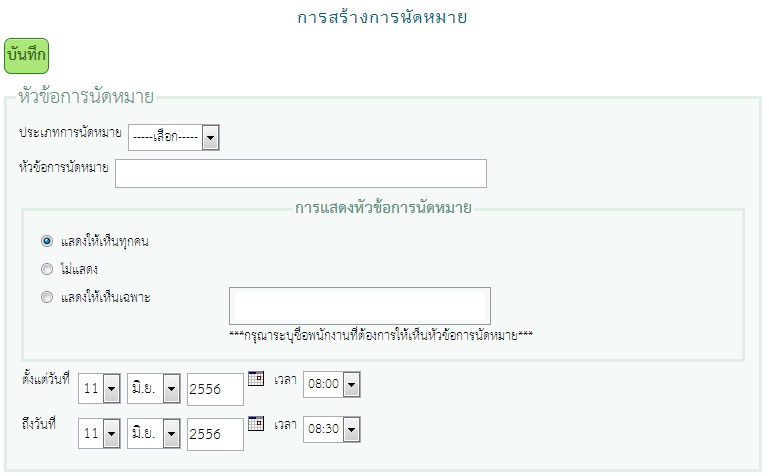 การสร้างการนัดหมาย
บันทึก
หัวข้อการนัดหมาย
ประเภทการนัดหมาย -----เลือก-----
หัวข้อการนัดหมาย
การแสดงหัวข้อการนัดหมาย
แสดงให้เห็นทุกคน
ไม่แสดง
แสดงให้เห็นเฉพาะ
***กรุณาระบุชื่อพนักงานที่ต้องการให้เห็นหัวข้อการนัดหมาย***
ตั้งแต่วันที่ 11 มิ.ย. 2556 เวลา 08:00
ถึงวันที่ 11 มิ.ย. 2556 เวลา 08:30